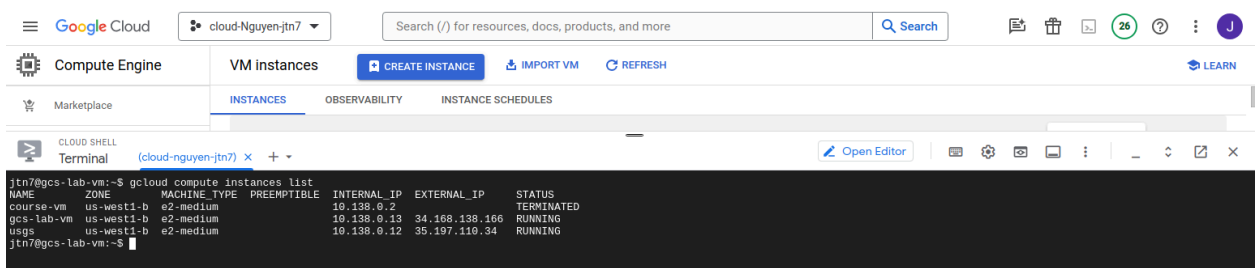 Google Cloud cloud-Nguyen-jtn7 Search (/) for resources, docs, products, and more Search 26 J
Compute Engine VM instances CREATE INSTANCE IMPORT VM REFRESH LEARN
Marketplace INSTANCES OBSERVABILITY INSTANCE SCHEDULES
CLOUD SHELL
Terminal (cloud-nguyen-jtn7) Open Editor
jtn7@gcs-lab-vm:~$ gcloud compute instances list
NAME ZONE MACHINE_TYPE PREEMPTIBLE INTERNAL_IP EXTERNAL_IP STATUS
course-vm us-west1-b e2-medium 10.138.0.2 TERMINATED
gcs-lab-vm us-west1-b e2-medium 10.138.0.13 34.168.138.166 RUNNING
usgs us-west1-b e2-medium 10.138.0.12 35.197.110.34 RUNNING
jtn7@gcs-lab-vm:~$